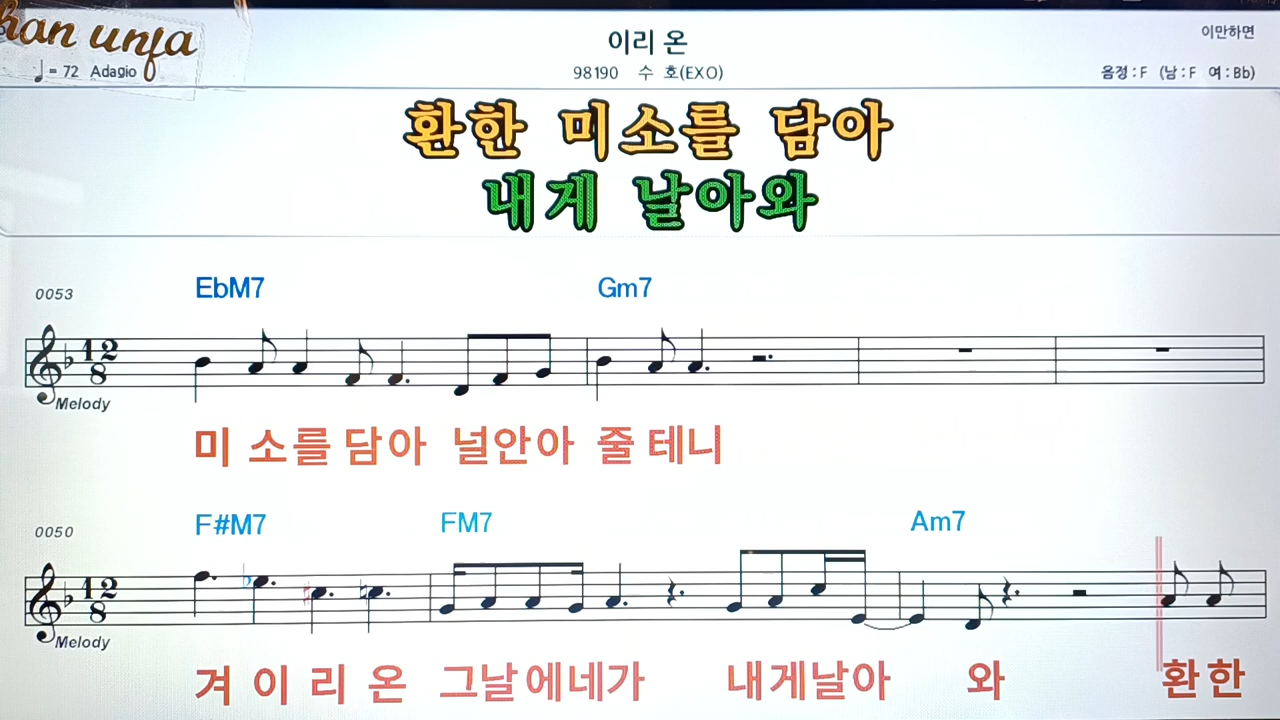 han unfa
이리 온
이만하면
♩= 72 Adagio
98190 수 호(EXO)
음정 : F (남 : F 여 : Bb)
환한 미소를 담아
내게 날아와
0053
EbM7 Gm7
12
8
Melody
미 소를 담아 널안아 줄 테니
0050
F#M7 FM7 Am7
12
8
Melody
겨 이 리 온 그날에네가 내게날아 와 환한